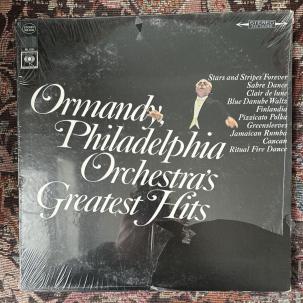 STEREO
Stars and Stripes Forever
Sabre Dance
Clair de lune
Blue Danube Waltz
Finlandia
Pizzicato Polka
Greensleeves
Jamaican Rumba
Cancan
Ritual Fire Dance
Ormandy,
Philadelphia
Orchestra's
Greatest Hits